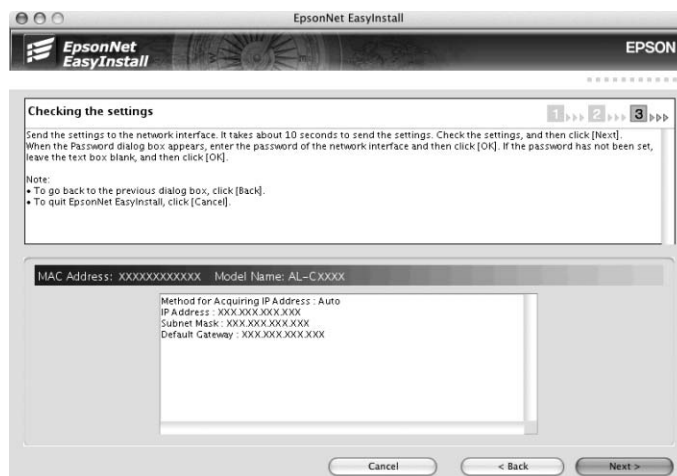 EpsonNet EasyInstall
EpsonNet
EasyInstall
EPSON
Checking the settings
1 2 3
Send the settings to the network interface. It takes about 10 seconds to send the settings. Check the settings, and then click [Next].
When the Password dialog box appears, enter the password of the network interface and then click [OK]. If the password has not been set,
leave the text box blank, and then click [OK].
Note:
• To go back to the previous dialog box, click [Back].
• To quit EpsonNet EasyInstall, click [Cancel].
MAC Address: XXXXXXXXXXXX Model Name: AL-CXXXX
Method for Acquiring IP Address : Auto
IP Address : XXX.XXX.XXX.XXX
Subnet Mask : XXX.XXX.XXX.XXX
Default Gateway : XXX.XXX.XXX.XXX
Cancel < Back Next >